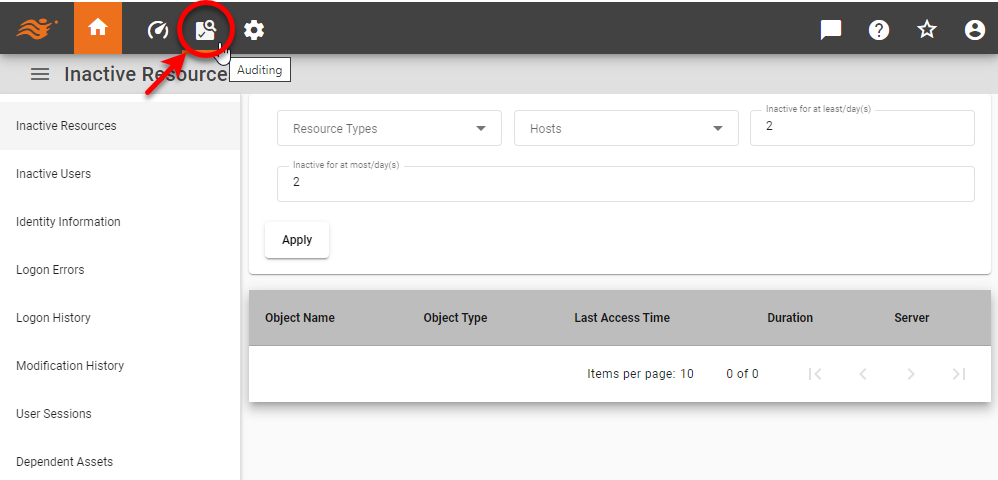 Auditing
Inactive Resource
Inactive Resources
Inactive Users
Identity Information
Logon Errors
Logon History
Modification History
User Sessions
Dependent Assets
Resource Types
Hosts
Inactive for at least/day(s)
2
Inactive for at most/day(s)
2
Apply
Object Name Object Type Last Access Time Duration Server
Items per page: 10 0 of 0